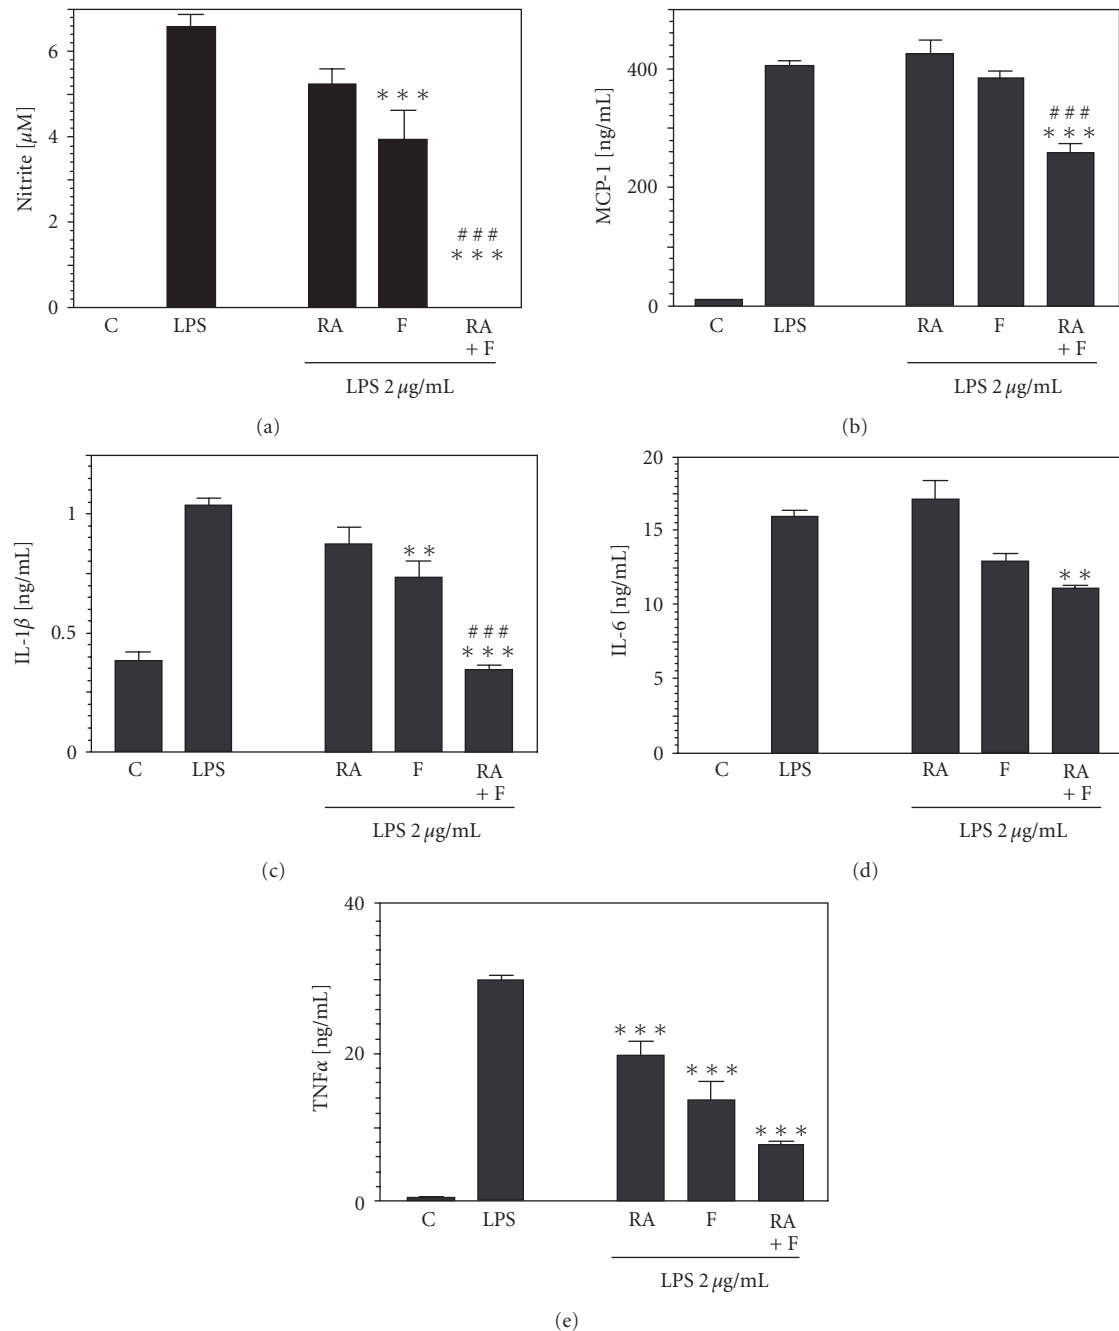 Nitrite [µM]
6
4
2
0
* * *
# # #
* * *
C LPS RA F RA
+ F
LPS 2 µg/mL
(a)
MCP-1 [ng/mL]
400
200
0
# # #
* * *
C LPS RA F RA
+ F
LPS 2 µg/mL
(b)
IL-1β [ng/mL]
1
0.5
0
* *
# # #
* * *
C LPS RA F RA
+ F
LPS 2 µg/mL
(c)
IL-6 [ng/mL]
20
15
10
5
0
* *
C LPS RA F RA
+ F
LPS 2 µg/mL
(d)
TNFα [ng/mL]
40
20
0
* * *
* * *
* * *
C LPS RA F RA
+ F
LPS 2 µg/mL
(e)